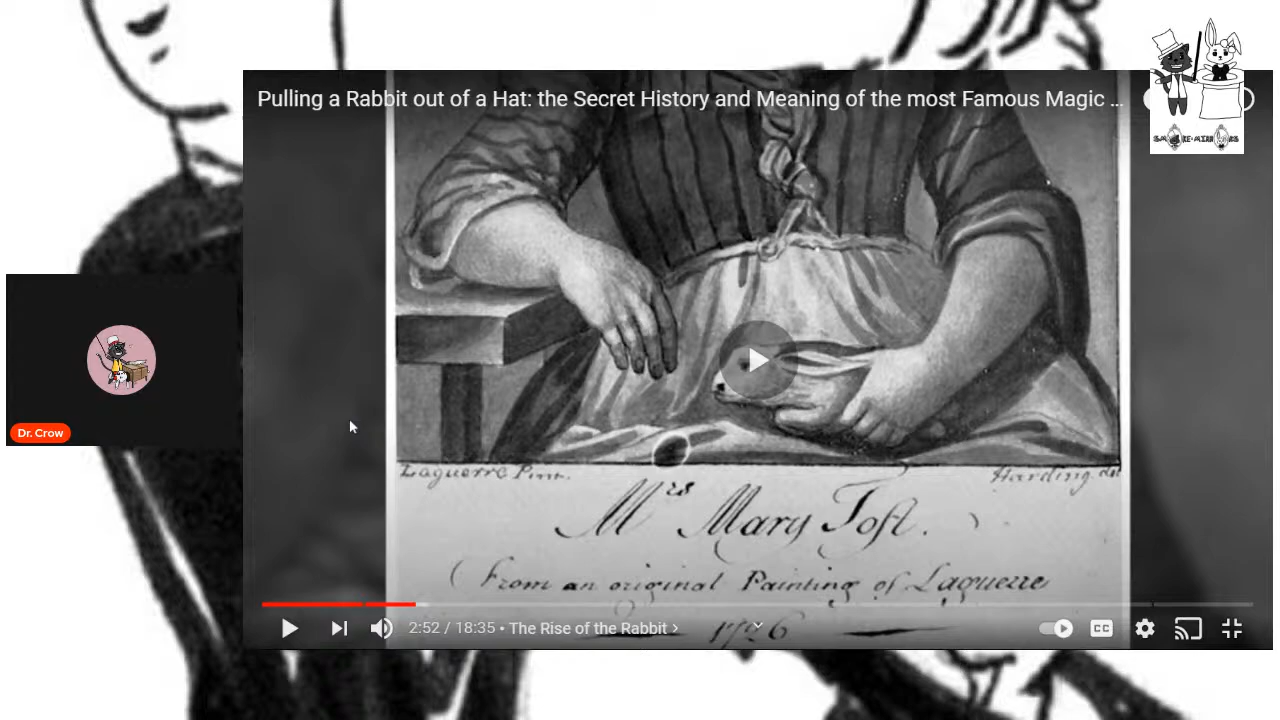 Pulling a Rabbit out of a Hat: the Secret History and Meaning of the most Famous Magic ...
Dr. Crow
Laguerre Pinx.
Harding del
Mrs Mary Toft.
(From an original Painting of Laguerre
1726
2:52 / 18:35 • The Rise of the Rabbit
CC